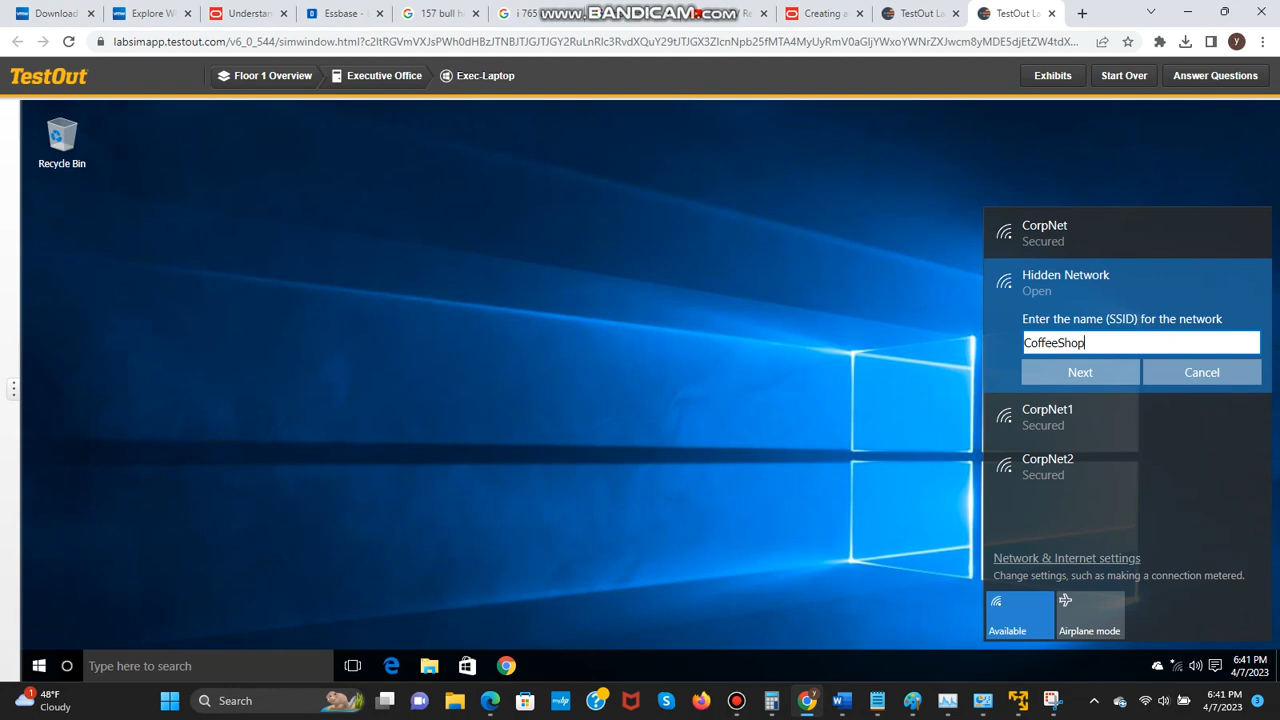 Download
Explore W
Understan
Essbase -
157 bull h
i 765
www.BANDICAM.com
Re
Creating a
TestOut La
TestOut La
labsimapp.testout.com/v6_0_544/simwindow.html?
TestOut
Floor 1 Overview
Executive Office
Exec-Laptop
Exhibits
Start Over
Answer Questions
Recycle Bin
CorpNet
Secured
Hidden Network
Open
Enter the name (SSID) for the network
CoffeeShop
Next
Cancel
CorpNet1
Secured
CorpNet2
Secured
Network & Internet settings
Change settings, such as making a connection metered.
Available
Airplane mode
Type here to search
6:41 PM
4/7/2023
1
48°F
Cloudy
Search
6:41 PM
4/7/2023
3